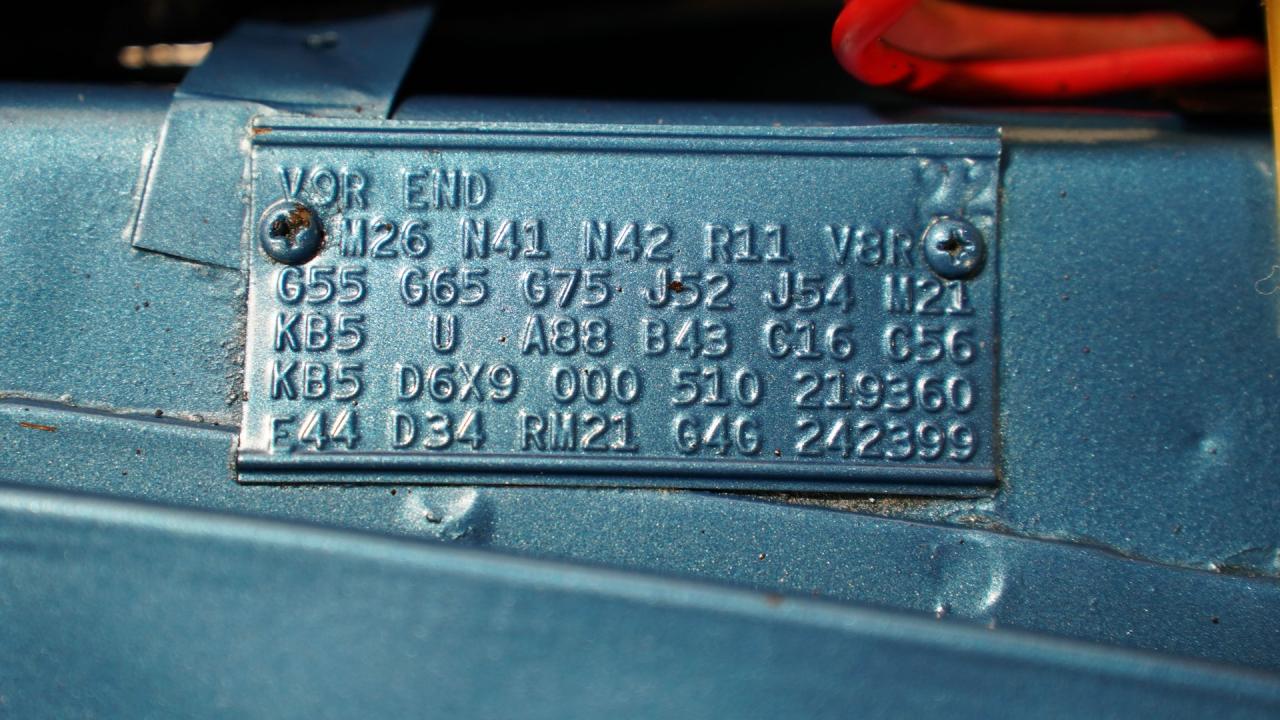 V9R END 22
M26 N41 N42 R11 V8R
G55 G65 G75 J52 J54 M21
KB5 U A88 B43 C16 C56
KB5 D6X9 000 510 219360
E44 D34 RM21 G4G 242399